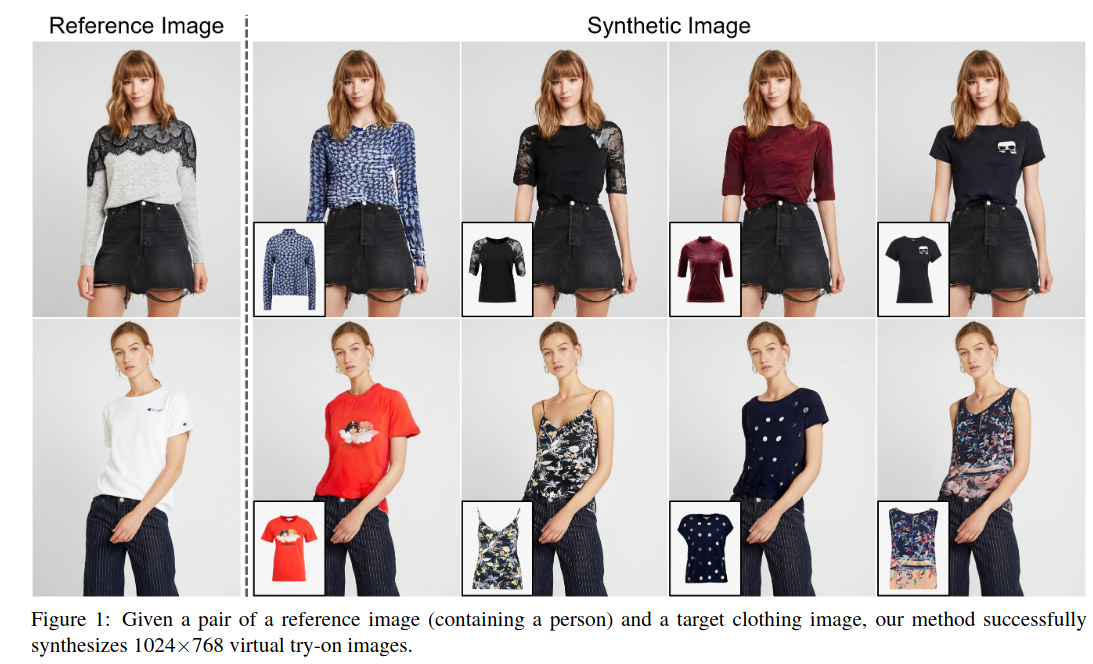 Reference Image
Synthetic Image
Figure 1: Given a pair of a reference image (containing a person) and a target clothing image, our method successfully
synthesizes 1024×768 virtual try-on images.